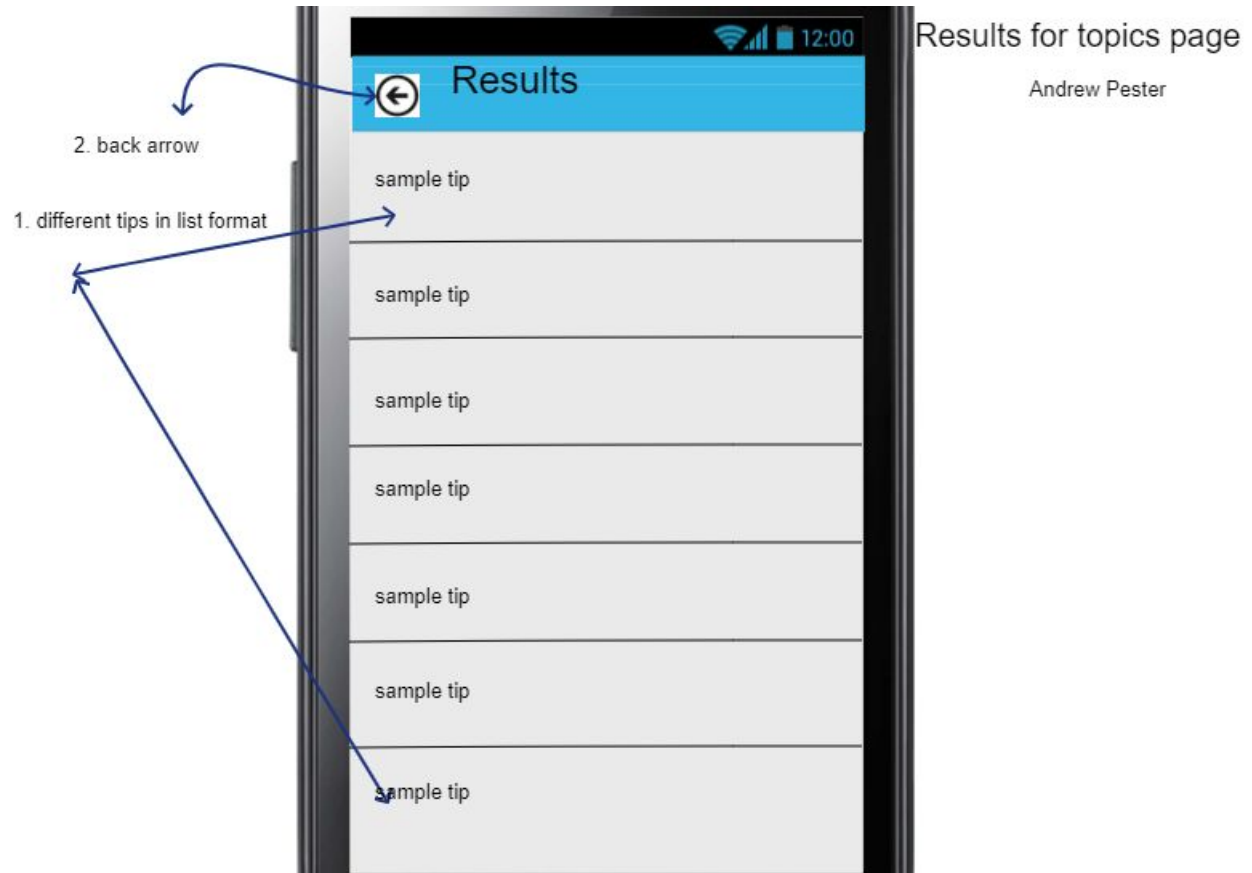 12:00
Results for topics page
Results
Andrew Pester
2. back arrow
sample tip
1. different tips in list format
sample tip
sample tip
sample tip
sample tip
sample tip
sample tip